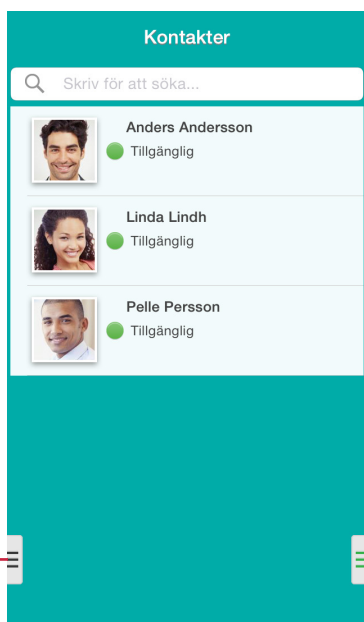 Kontakter
Skriv för att söka...
Anders Andersson
Tillgänglig
Linda Lindh
Tillgänglig
Pelle Persson
Tillgänglig